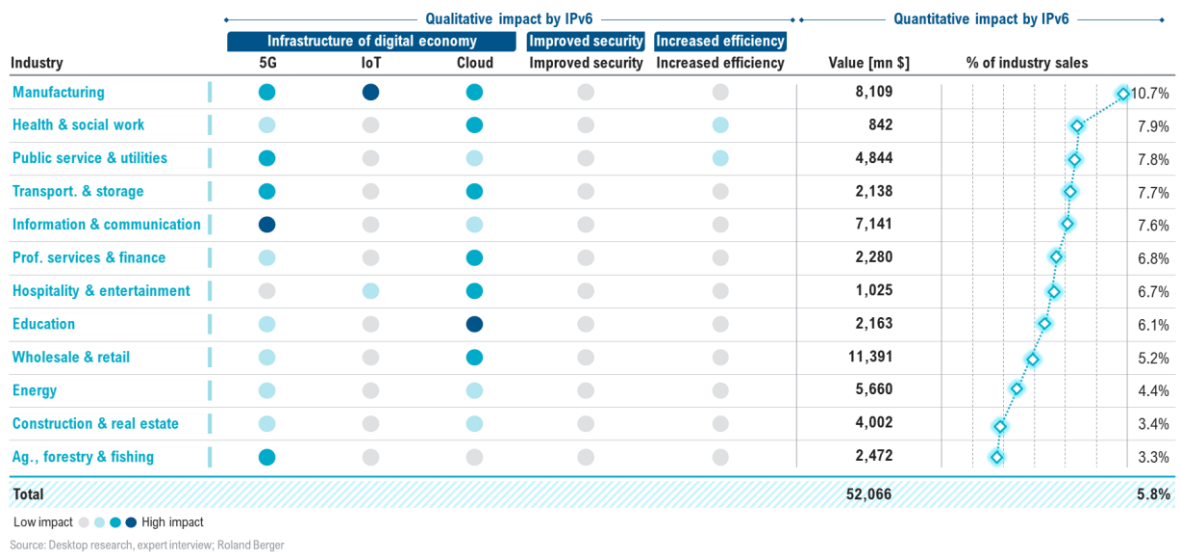 Qualitative impact by IPv6 Quantitative impact by IPv6
Infrastructure of digital economy Improved security Increased efficiency
Industry 5G IoT Cloud Improved security Increased efficiency Value [mn $] % of industry sales
Manufacturing 8,109 10.7%
Health & social work 842 7.9%
Public service & utilities 4,844 7.8%
Transport. & storage 2,138 7.7%
Information & communication 7,141 7.6%
Prof. services & finance 2,280 6.8%
Hospitality & entertainment 1,025 6.7%
Education 2,163 6.1%
Wholesale & retail 11,391 5.2%
Energy 5,660 4.4%
Construction & real estate 4,002 3.4%
Ag., forestry & fishing 2,472 3.3%
Total 52,066 5.8%
Low impact High impact
Source: Desktop research, expert interview; Roland Berger